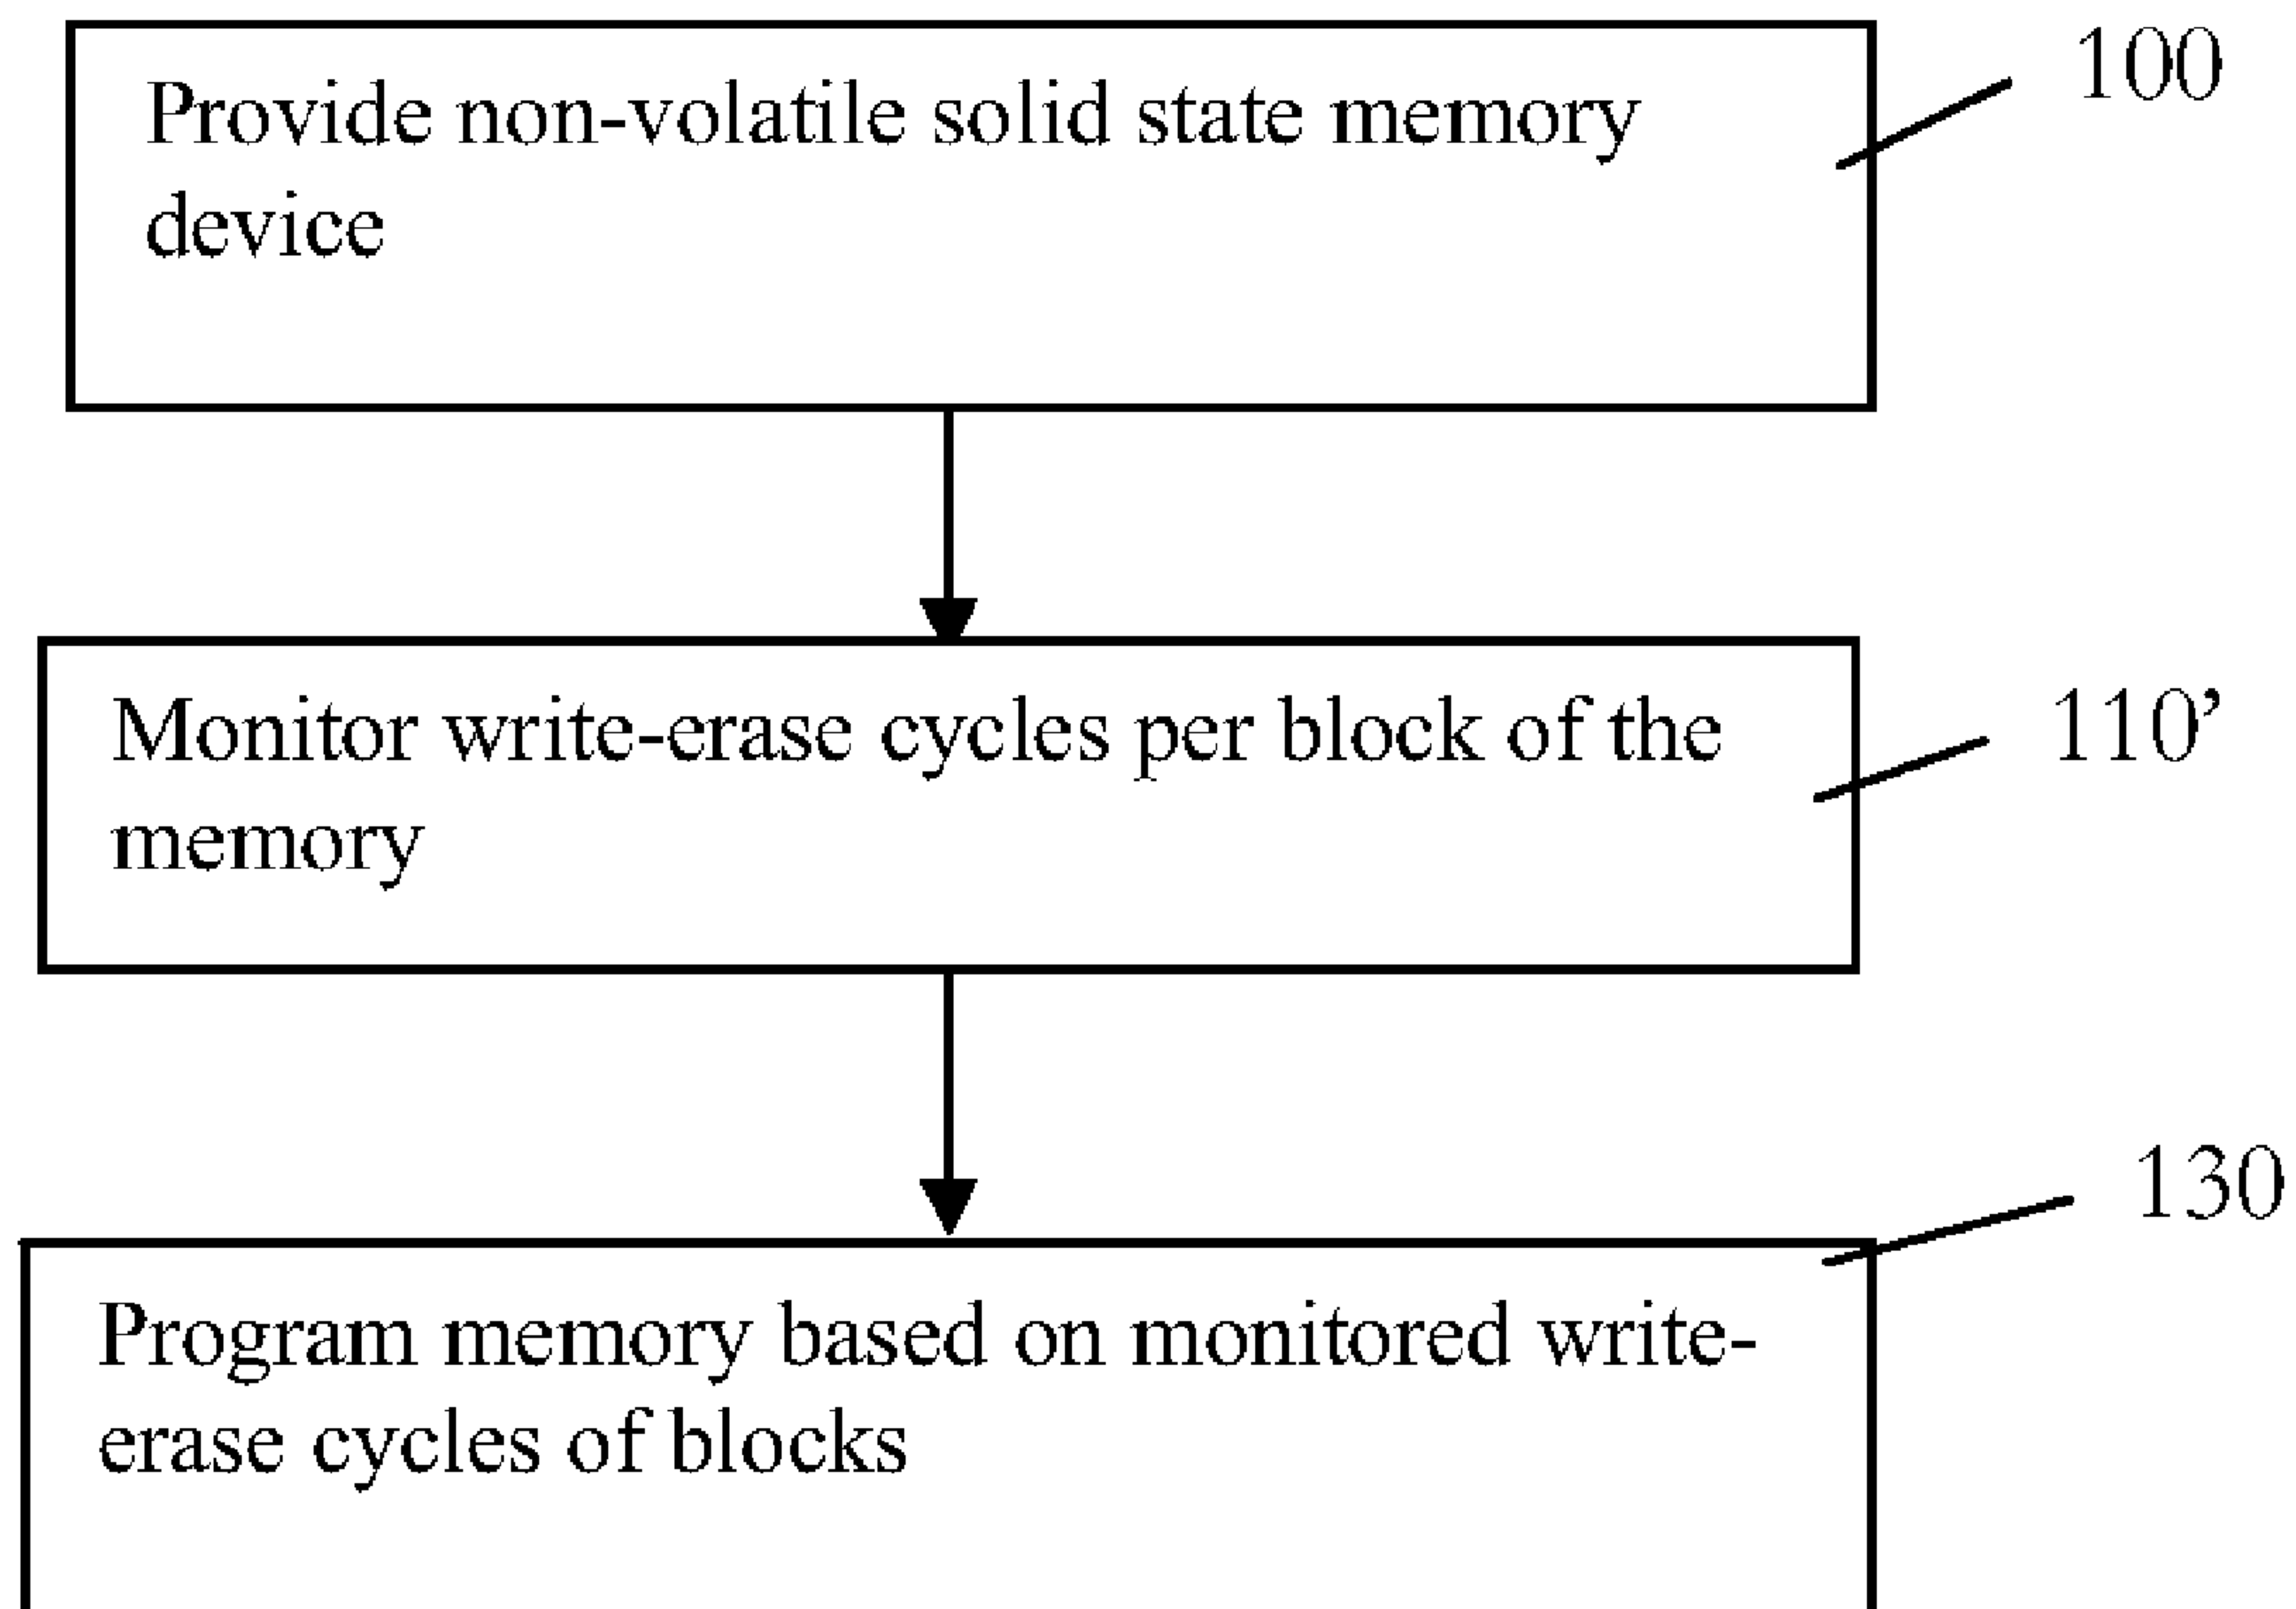 Provide non-volatile solid state memory
device
100
Monitor write-erase cycles per block of the
memory
110’
Program memory based on monitored write-
erase cycles of blocks
130